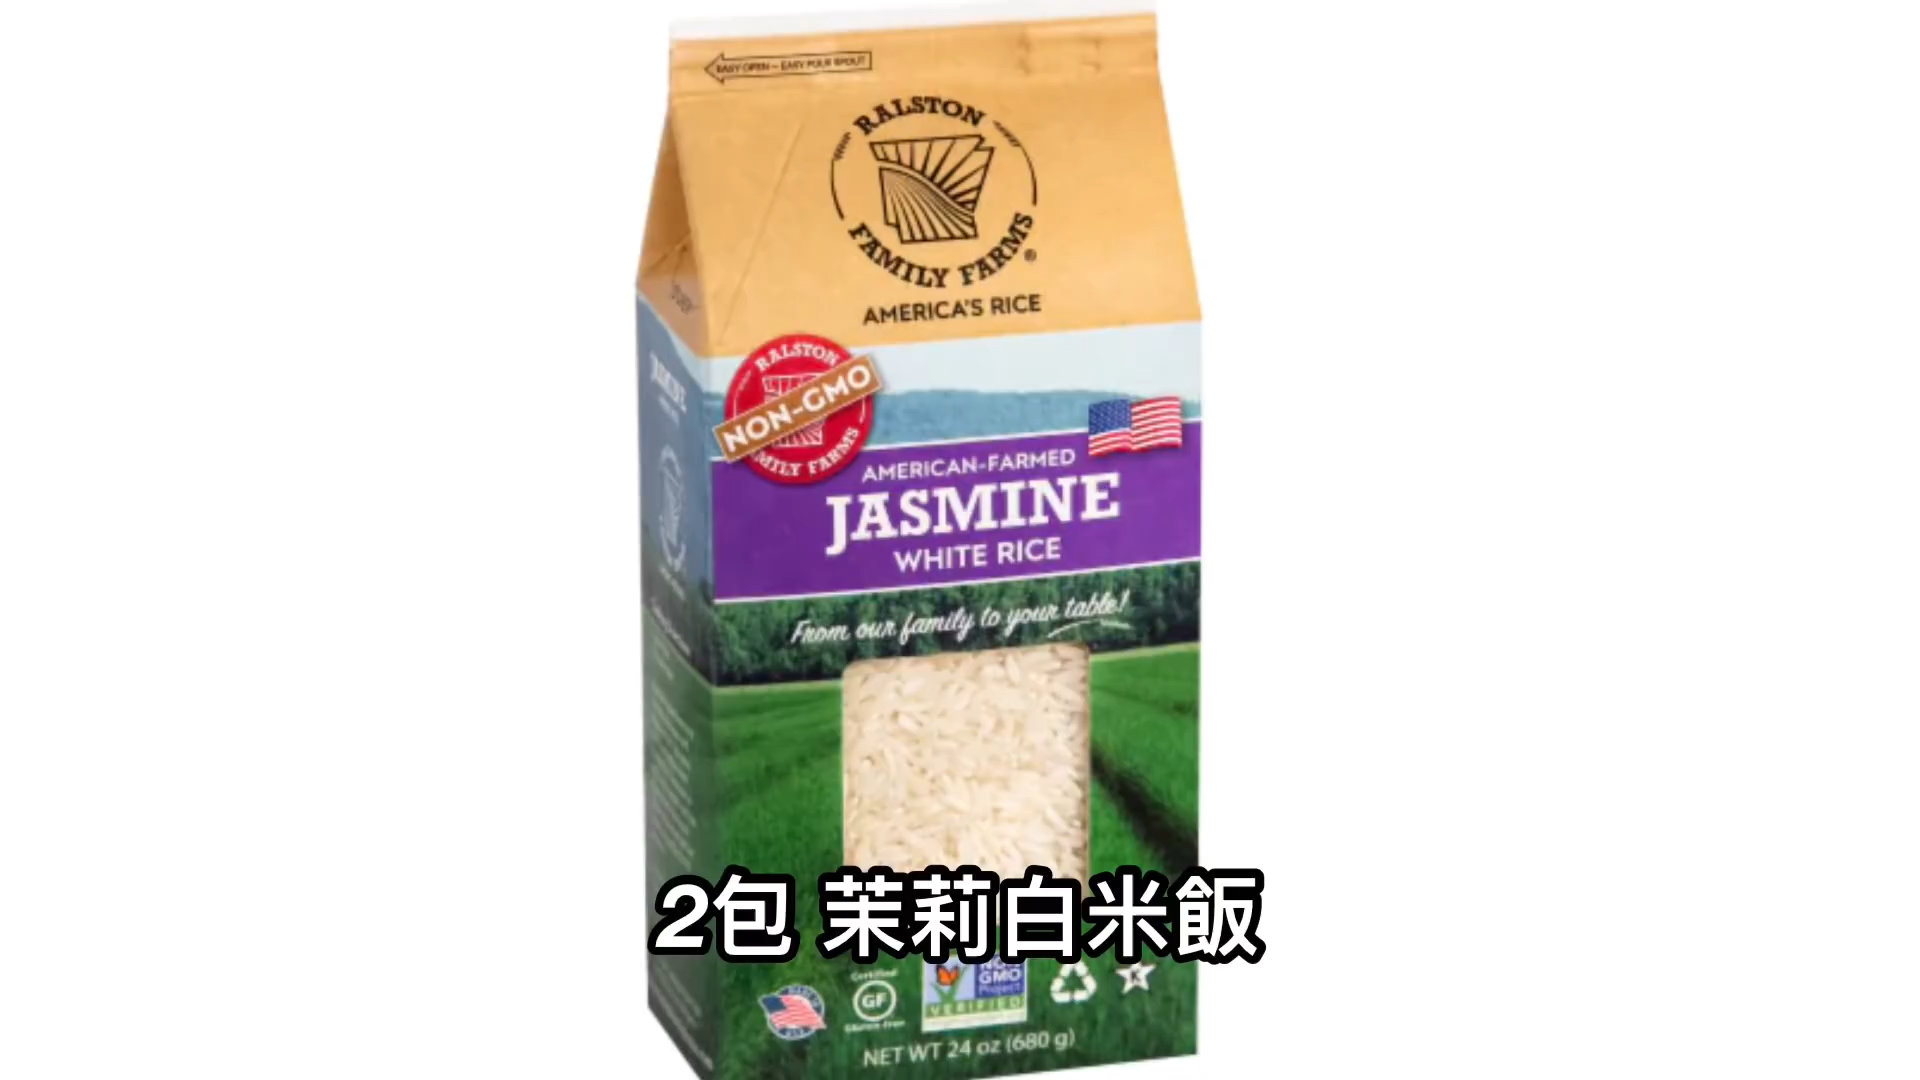 EASY OPEN – EASY POUR SPOUT
RALSTON
FAMILY FARMS®
AMERICA'S RICE
RALSTON
NON-GMO
MILY FARMS
AMERICAN-FARMED
JASMINE
WHITE RICE
From our family to your table!
2包 茉莉白米飯
Certified
GF
Gluten-Free
NON
GMO
Project
VERIFIED
K
NET WT 24 oz (680 g)